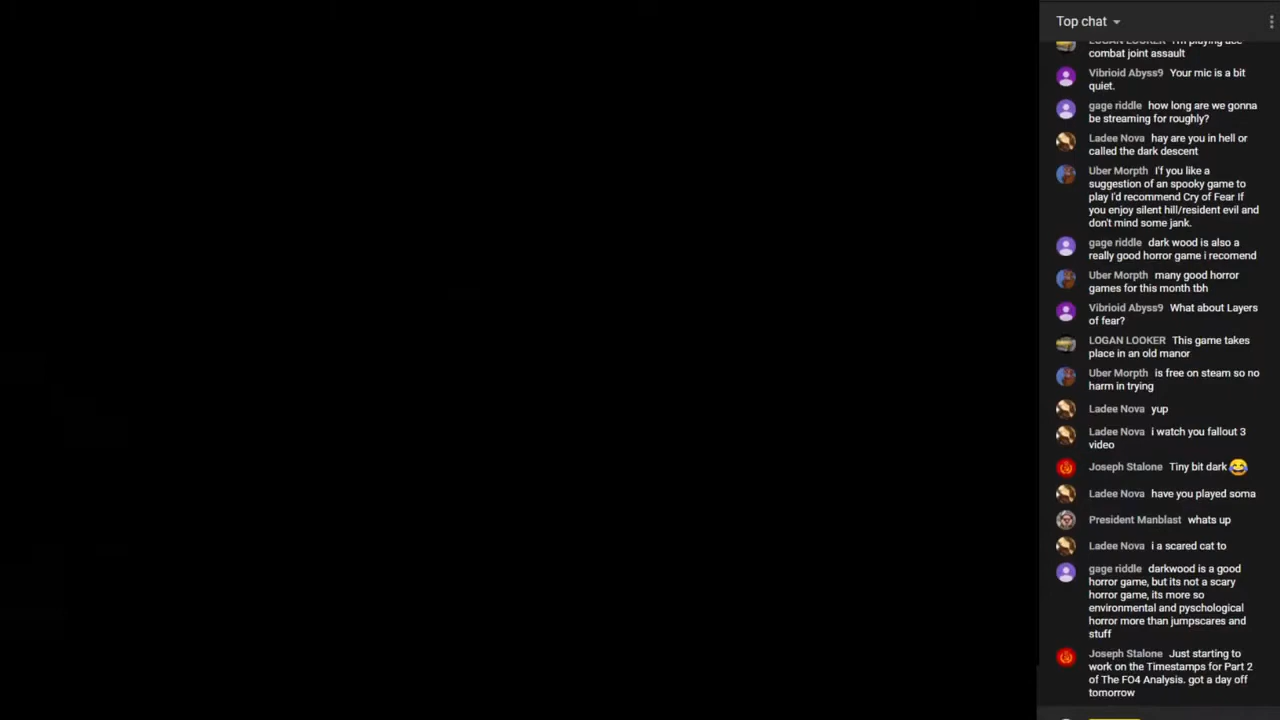 Top chat
LOGAN LOOKER I'm playing
combat joint assault
Vibrioid Abyss9 Your mic is a bit
quiet.
gage riddle how long are we gonna
be streaming for roughly?
Ladee Nova hay are you in hell or
called the dark descent
Uber Morpth I'f you like a
suggestion of an spooky game to
play I'd recommend Cry of Fear If
you enjoy silent hill/resident evil and
don't mind some jank.
gage riddle dark wood is also a
really good horror game i recomend
Uber Morpth many good horror
games for this month tbh
Vibrioid Abyss9 What about Layers
of fear?
LOGAN LOOKER This game takes
place in an old manor
Uber Morpth is free on steam so no
harm in trying
Ladee Nova yup
Ladee Nova i watch you fallout 3
video
Joseph Stalone Tiny bit dark 😂
Ladee Nova have you played soma
President Manblast whats up
Ladee Nova i a scared cat to
gage riddle darkwood is a good
horror game, but its not a scary
horror game, its more so
environmental and pyschological
horror more than jumpscares and
stuff
Joseph Stalone Just starting to
work on the Timestamps for Part 2
of The FO4 Analysis. got a day off
tomorrow